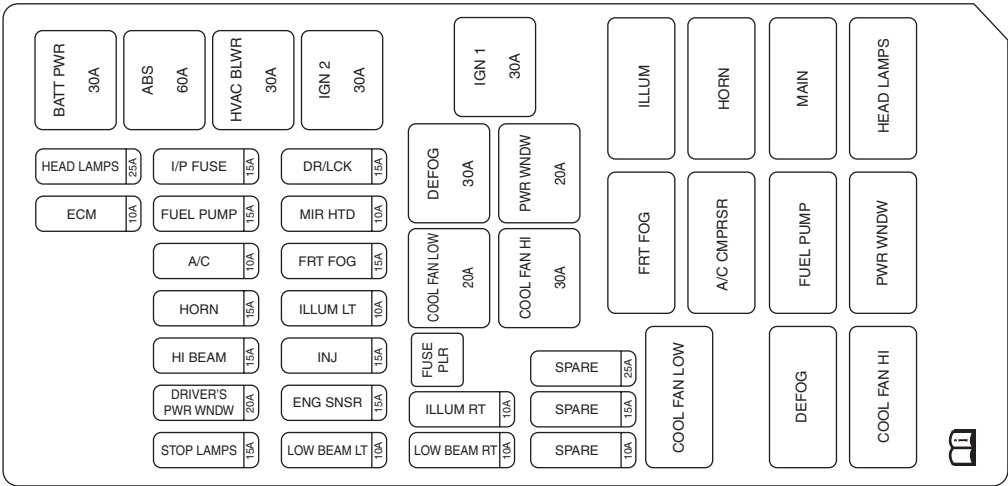 BATT PWR
30A
ABS
60A
HVAC BLWR
30A
IGN 2
30A
IGN 1
30A
ILLUM
HORN
MAIN
HEAD LAMPS
HEAD LAMPS 25A
I/P FUSE 15A
DR/LCK 15A
DEFOG
30A
PWR WNDW
20A
ECM 10A
FUEL PUMP 15A
MIR HTD 10A
FRT FOG
A/C CMPRSR
FUEL PUMP
PWR WNDW
A/C 10A
FRT FOG 15A
COOL FAN LOW
20A
COOL FAN HI
30A
HORN 15A
ILLUM LT 10A
HI BEAM 15A
INJ 15A
FUSE
PLR
SPARE 25A
COOL FAN LOW
DEFOG
COOL FAN HI
DRIVER'S
PWR WNDW 20A
ENG SNSR 15A
ILLUM RT 10A
SPARE 15A
STOP LAMPS 15A
LOW BEAM LT 10A
LOW BEAM RT 10A
SPARE 10A
i